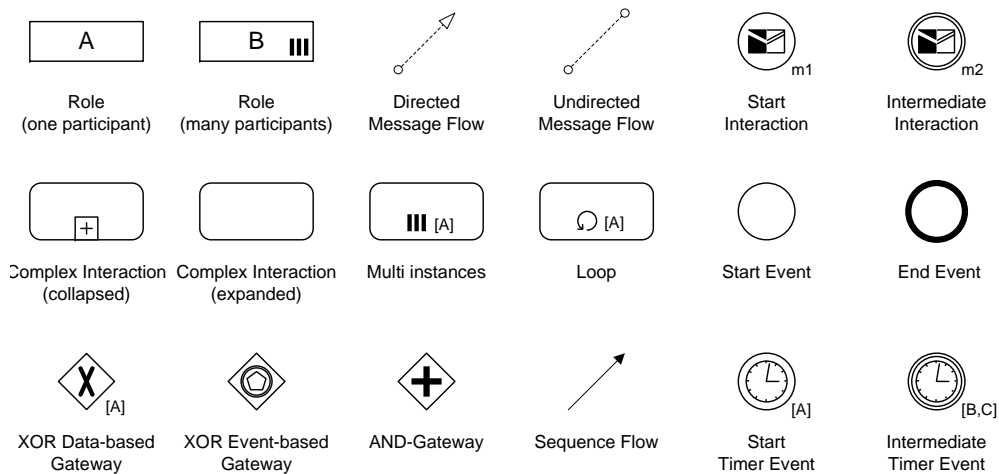 A
B
m1
m2
Role
(one participant)
Role
(many participants)
Directed
Message Flow
Undirected
Message Flow
Start
Interaction
Intermediate
Interaction
[A]
[A]
Complex Interaction
(collapsed)
Complex Interaction
(expanded)
Multi instances
Loop
Start Event
End Event
[A]
[A]
[B,C]
XOR Data-based
Gateway
XOR Event-based
Gateway
AND-Gateway
Sequence Flow
Start
Timer Event
Intermediate
Timer Event